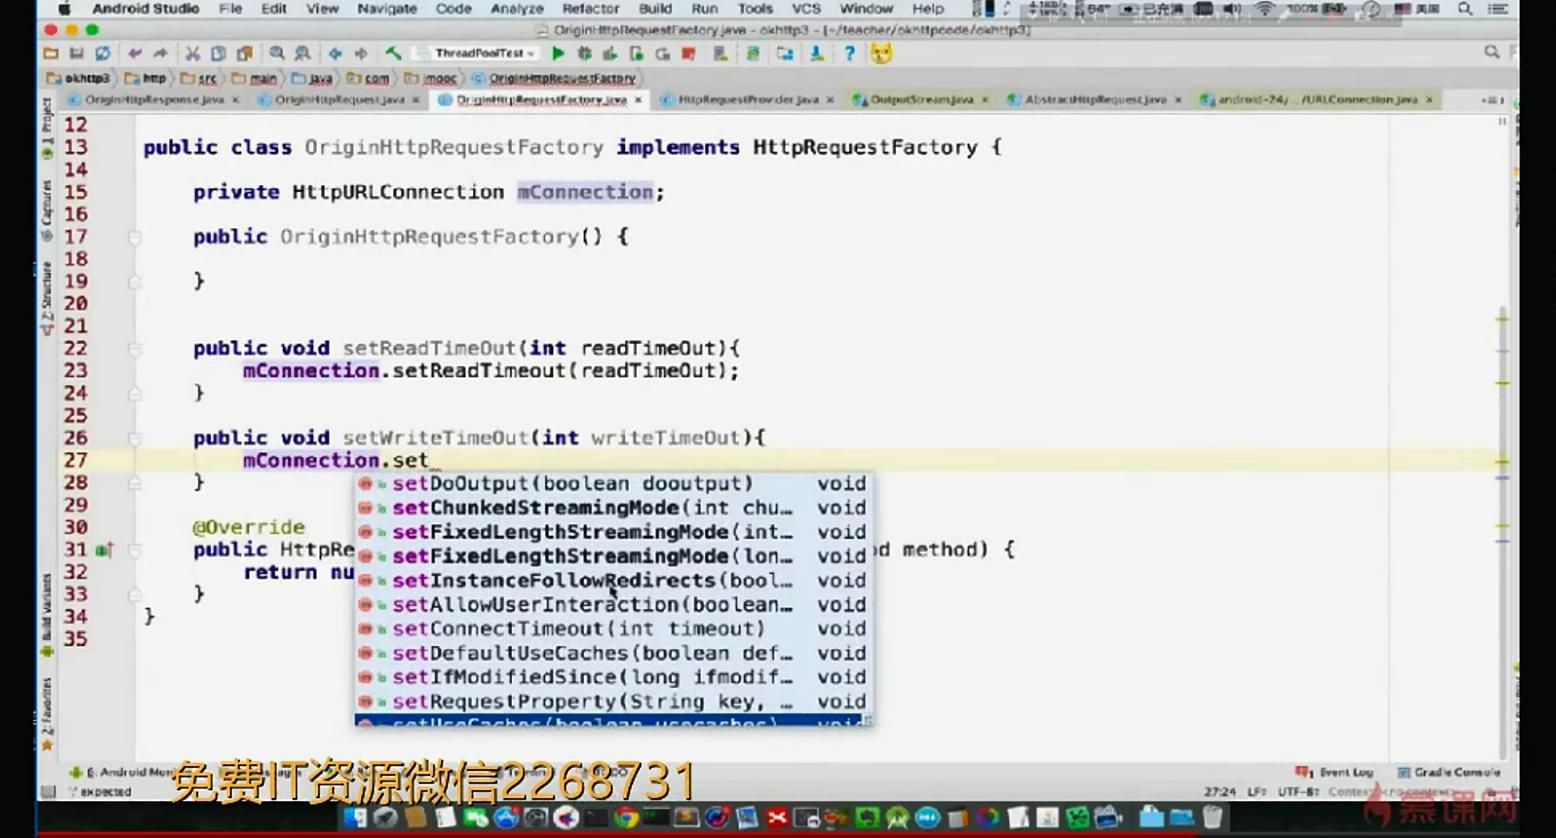 Android Studio File Edit View Navigate Code Analyze Refactor Build Run Tools VCS Window Help
OriginHttpRequestFactory.java - okhttp3 - [~/teacher/okhttpcode/okhttp3]
ThreadPoolTest
okhttp3 http src main java com imooc OriginHttpRequestFactory
OriginHttpResponse.java OriginHttpRequest.java OriginHttpRequestFactory.java HttpRequestProvider.java OutputStream.java AbstractHttpRequest.java android-24/.../URLConnection.java
1: Project
Captures
Z: Structure
Build Variants
2: Favorites
12
13 public class OriginHttpRequestFactory implements HttpRequestFactory {
14
15 private HttpURLConnection mConnection;
16
17 public OriginHttpRequestFactory() {
18
19 }
20
21
22 public void setReadTimeOut(int readTimeOut){
23 mConnection.setReadTimeout(readTimeOut);
24 }
25
26 public void setWriteTimeOut(int writeTimeOut){
27 mConnection.set
28 }
29
30 @Override
31 public HttpRe d method) {
32 return nu
33 }
34 }
35
setDoOutput(boolean dooutput) void
setChunkedStreamingMode(int chu… void
setFixedLengthStreamingMode(int… void
setFixedLengthStreamingMode(lon… void
setInstanceFollowRedirects(bool… void
setAllowUserInteraction(boolean… void
setConnectTimeout(int timeout) void
setDefaultUseCaches(boolean def… void
setIfModifiedSince(long ifmodif… void
setRequestProperty(String key, … void
setUseCaches(boolean usecaches) void
免费IT资源微信2268731
6: Android Event Log Gradle Console
expected 27:24 LF: UTF-8:
慕课网